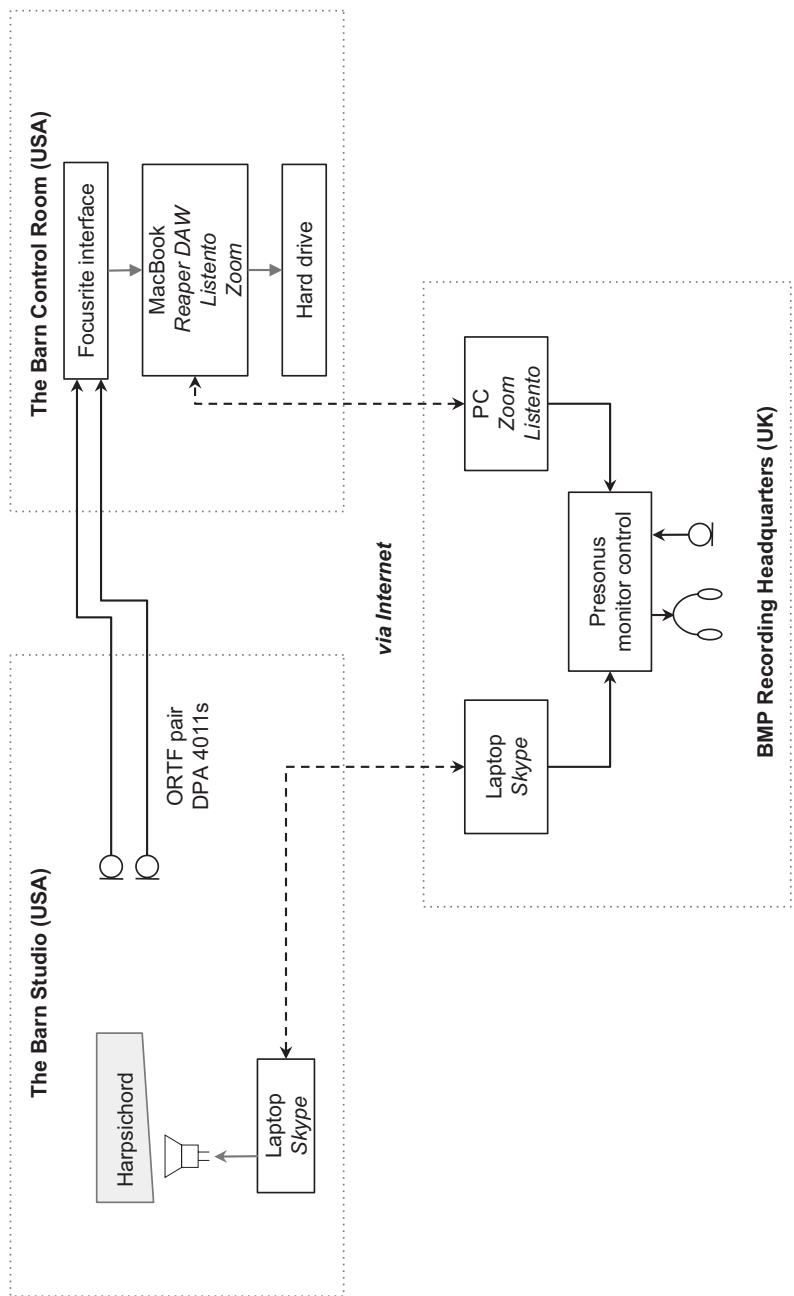 The Barn Studio (USA)
Harpsichord
Laptop
Skype
ORTF pair
DPA 4011s
The Barn Control Room (USA)
Focusrite interface
MacBook
Reaper DAW
Listento
Zoom
Hard drive
via Internet
Laptop
Skype
PC
Zoom
Listento
Presonus
monitor control
BMP Recording Headquarters (UK)